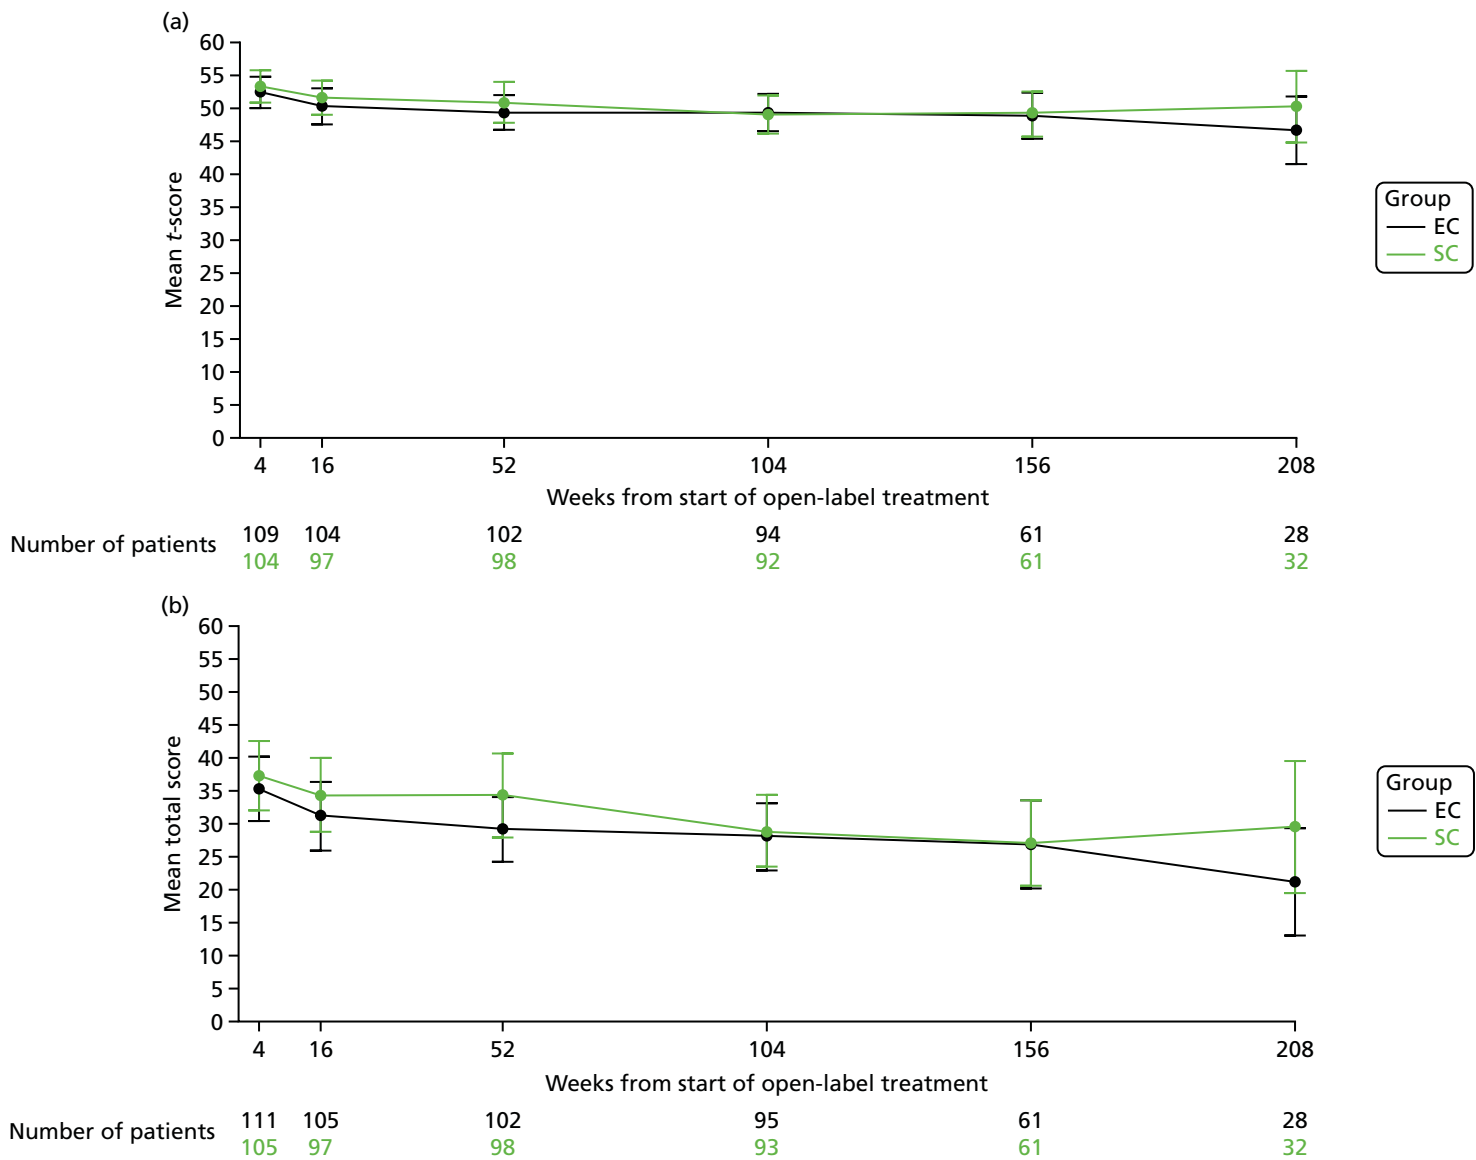 (a)
60
55
50
45
40
35
30
25
20
15
10
5
0
Mean t-score
4 16 52 104 156 208
Weeks from start of open-label treatment
Number of patients
109 104 102 94 61 28
104 97 98 92 61 32
Group
EC
SC
(b)
60
55
50
45
40
35
30
25
20
15
10
5
0
Mean total score
4 16 52 104 156 208
Weeks from start of open-label treatment
Number of patients
111 105 102 95 61 28
105 97 98 93 61 32
Group
EC
SC